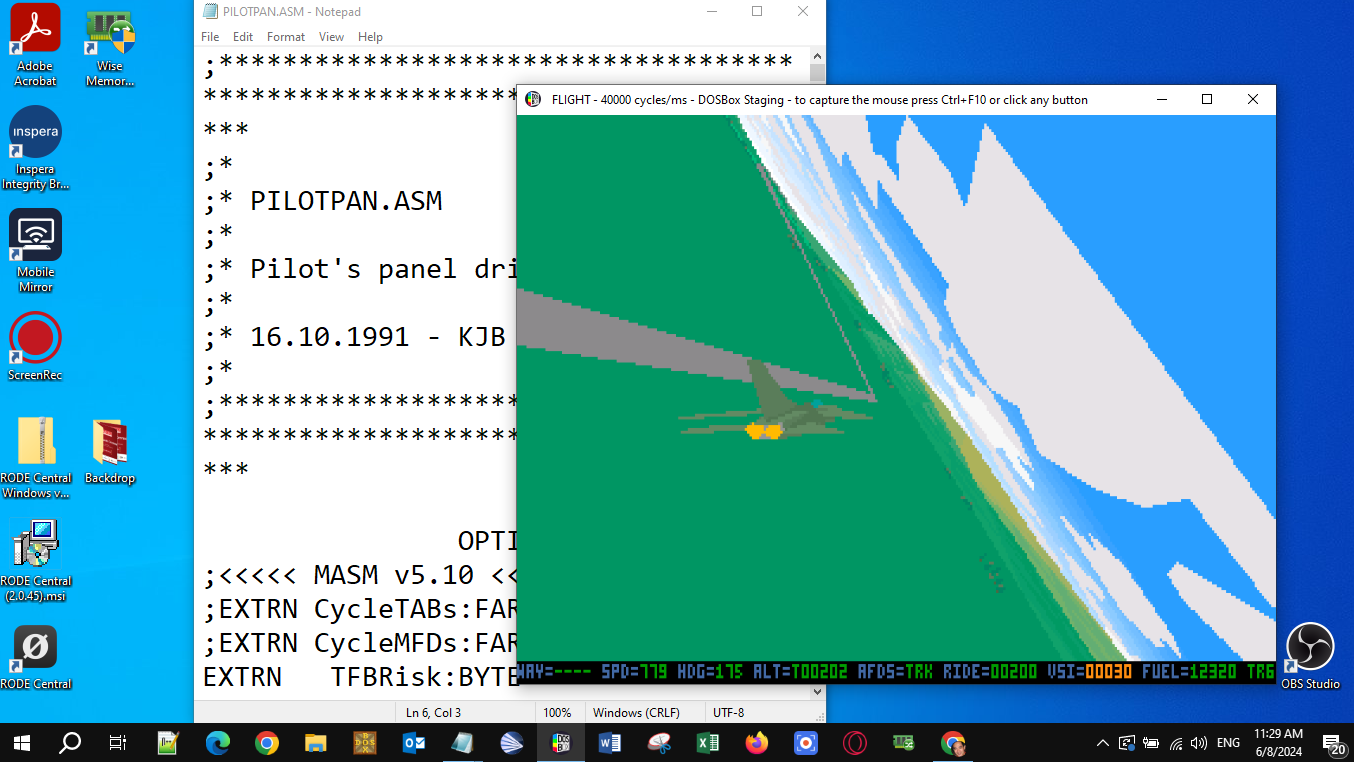 PILOTPAN.ASM - Notepad
File Edit Format View Help
;************************************
********************
***
;*
;* PILOTPAN.ASM
;*
;* Pilot's panel dri
;*
;* 16.10.1991 - KJB
;*
;********************
********************
***
OPTI
;<<<<< MASM v5.10 <<
;EXTRN CycleTABs:FAR
;EXTRN CycleMFDs:FAR
EXTRN TFBRisk:BYTE
Ln 6, Col 3 100% Windows (CRLF) UTF-8
FLIGHT - 40000 cycles/ms - DOSBox Staging - to capture the mouse press Ctrl+F10 or click any button
WAY=---- SPD=779 HDG=175 ALT=T00202 AFDS=TRK RIDE=00200 VSI=00030 FUEL=12320 TR6
Adobe
Acrobat
Wise
Memor...
inspera
Inspera
Integrity Br...
Mobile
Mirror
ScreenRec
RODE Central
Windows v...
Backdrop
RODE Central
(2.0.45).msi
RODE Central
OBS Studio
ENG
11:29 AM
6/8/2024
20